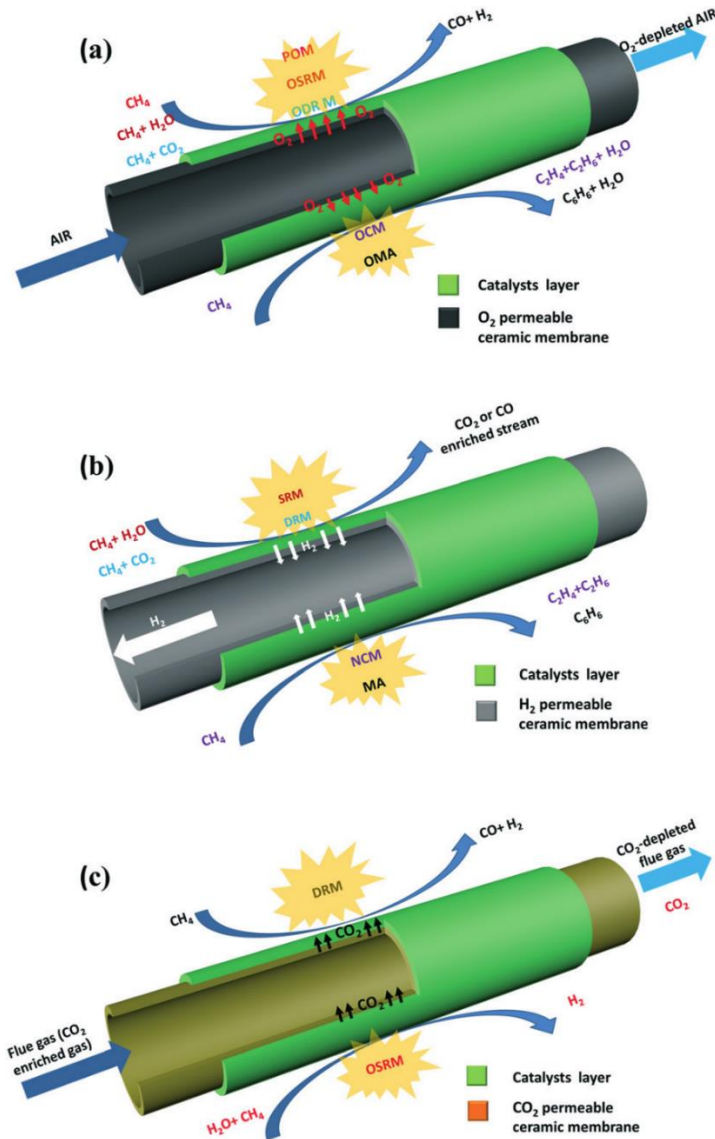 (a)
CO+ H2
O2-depleted AIR
POM
OSRM
ODR M
CH4
CH4+ H2O
CH4+ CO2
O2
O2
O2
O2
AIR
C2H4+C2H6+ H2O
C6H6+ H2O
OCM
OMA
CH4
Catalysts layer
O2 permeable
ceramic membrane
(b)
CO2 or CO
enriched stream
SRM
DRM
CH4+ H2O
CH4+ CO2
H2
H2
H2
C2H4+C2H6
C6H6
NCM
MA
CH4
Catalysts layer
H2 permeable
ceramic membrane
(c)
CO+ H2
CO2-depleted
flue gas
CO2
DRM
CH4
CO2
CO2
Flue gas (CO2
enriched gas)
H2
OSRM
H2O+ CH4
Catalysts layer
CO2 permeable
ceramic membrane